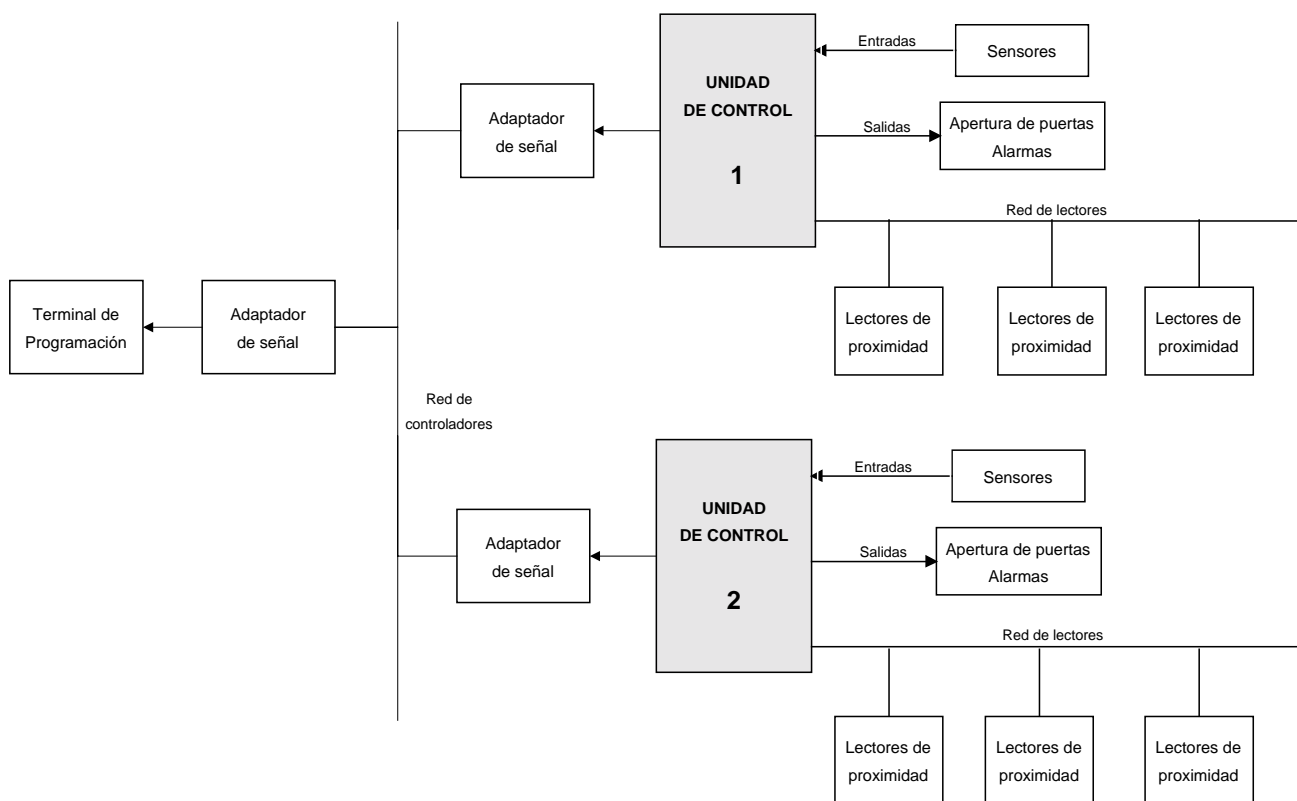 Entradas
Sensores
UNIDAD
DE CONTROL
1
Adaptador
de señal
Salidas
Apertura de puertas
Alarmas
Red de lectores
Lectores de
proximidad
Lectores de
proximidad
Lectores de
proximidad
Terminal de
Programación
Adaptador
de señal
Red de
controladores
Entradas
Sensores
UNIDAD
DE CONTROL
2
Adaptador
de señal
Salidas
Apertura de puertas
Alarmas
Red de lectores
Lectores de
proximidad
Lectores de
proximidad
Lectores de
proximidad